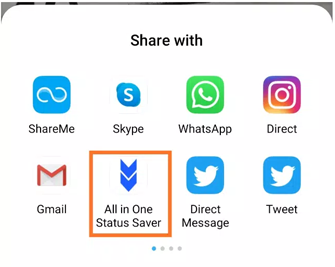 Share with
ShareMe
Skype
WhatsApp
Direct
Gmail
All in One
Status Saver
Direct
Message
Tweet